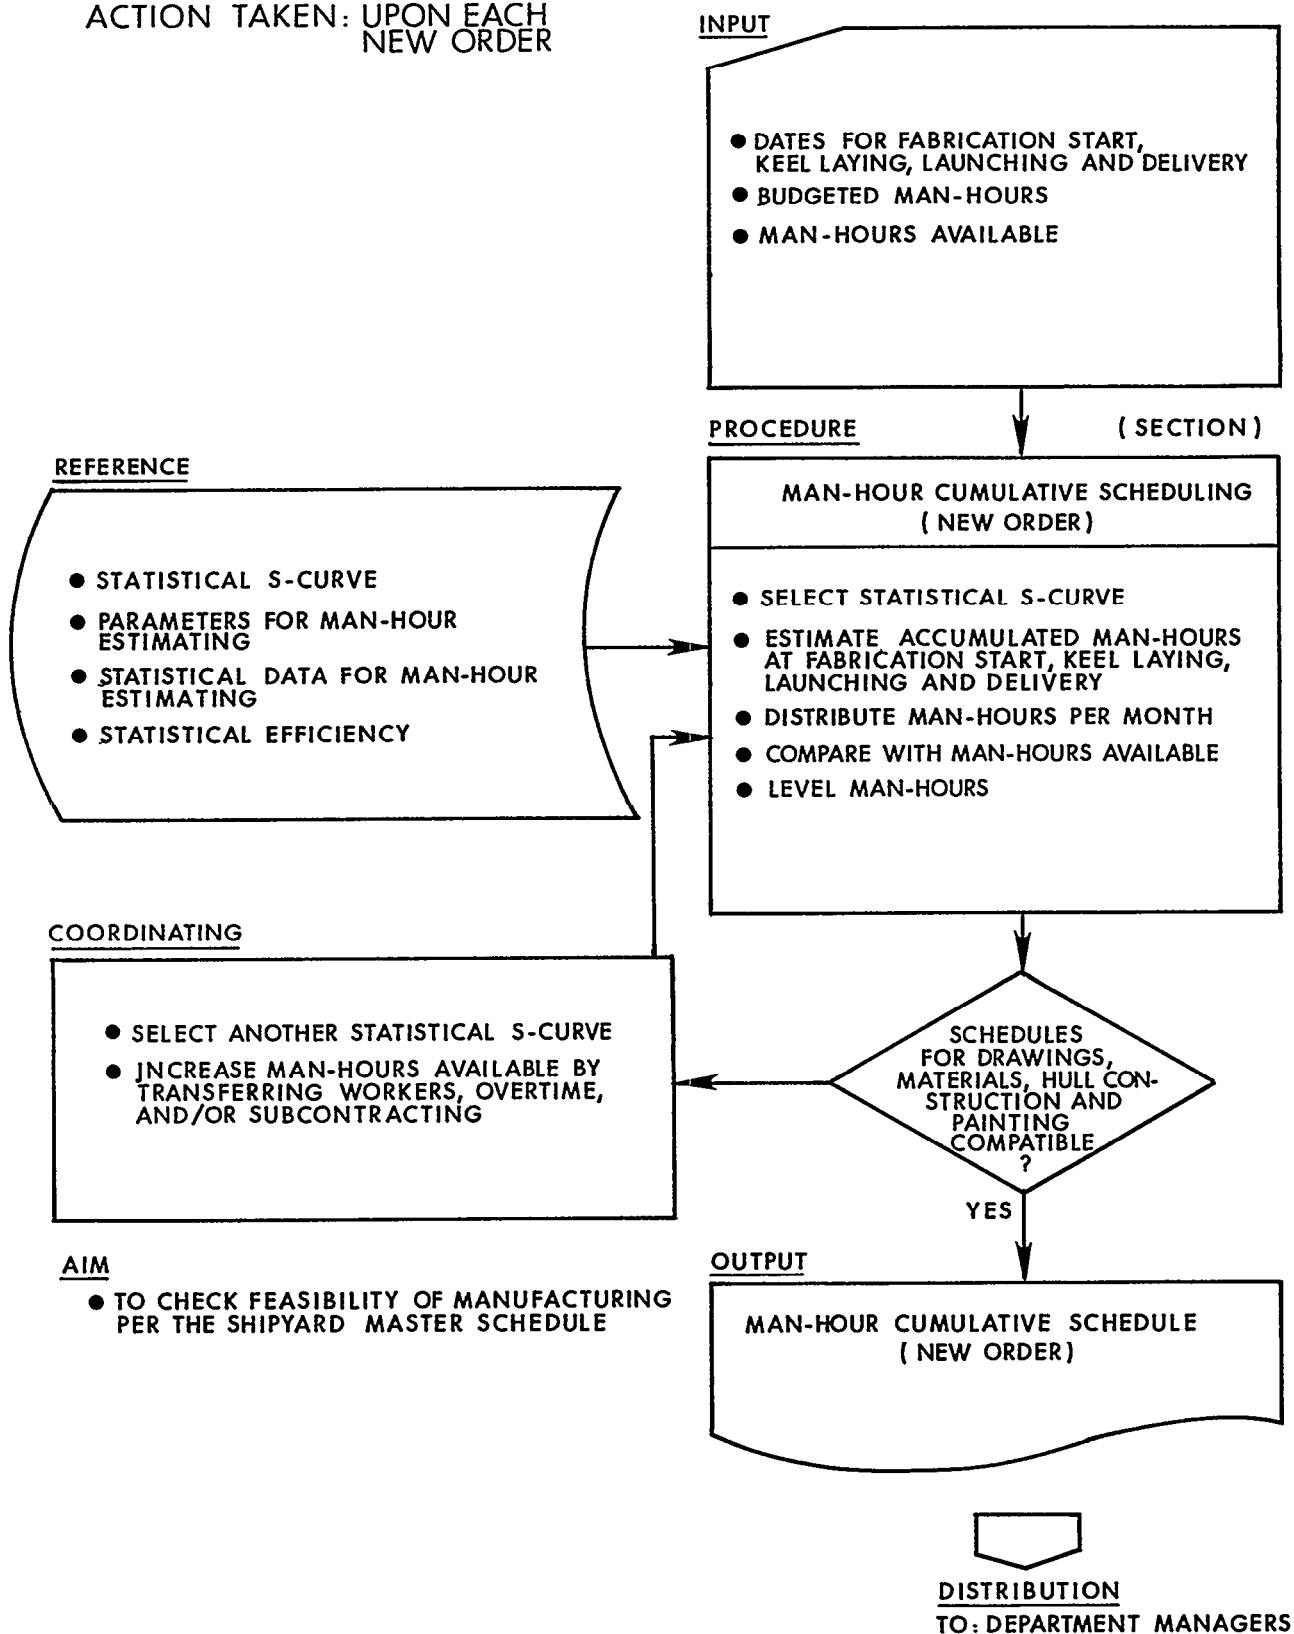 ACTION TAKEN: UPON EACH
NEW ORDER
INPUT
● DATES FOR FABRICATION START,
KEEL LAYING, LAUNCHING AND DELIVERY
● BUDGETED MAN-HOURS
● MAN-HOURS AVAILABLE
PROCEDURE (SECTION)
MAN-HOUR CUMULATIVE SCHEDULING
(NEW ORDER)
● SELECT STATISTICAL S-CURVE
● ESTIMATE ACCUMULATED MAN-HOURS
AT FABRICATION START, KEEL LAYING,
LAUNCHING AND DELIVERY
● DISTRIBUTE MAN-HOURS PER MONTH
● COMPARE WITH MAN-HOURS AVAILABLE
● LEVEL MAN-HOURS
REFERENCE
● STATISTICAL S-CURVE
● PARAMETERS FOR MAN-HOUR
ESTIMATING
● STATISTICAL DATA FOR MAN-HOUR
ESTIMATING
● STATISTICAL EFFICIENCY
COORDINATING
● SELECT ANOTHER STATISTICAL S-CURVE
● INCREASE MAN-HOURS AVAILABLE BY
TRANSFERRING WORKERS, OVERTIME,
AND/OR SUBCONTRACTING
SCHEDULES
FOR DRAWINGS,
MATERIALS, HULL CON-
STRUCTION AND
PAINTING
COMPATIBLE
?
YES
AIM
● TO CHECK FEASIBILITY OF MANUFACTURING
PER THE SHIPYARD MASTER SCHEDULE
OUTPUT
MAN-HOUR CUMULATIVE SCHEDULE
(NEW ORDER)
DISTRIBUTION
TO: DEPARTMENT MANAGERS